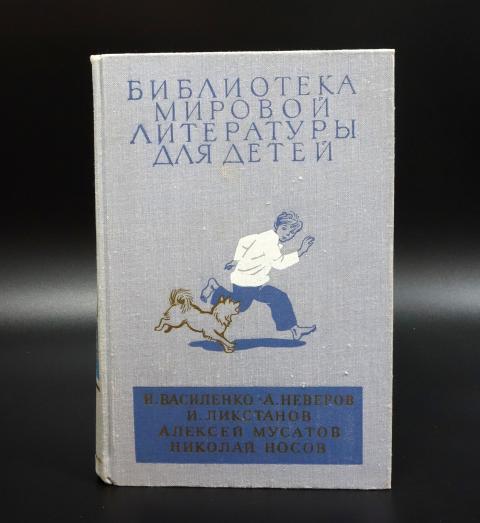 БИБЛИОТЕКА
МИРОВОЙ
ЛИТЕРАТУРЫ
ДЛЯ ДЕТЕЙ
И. ВАСИЛЕНКО · А. НЕВЕРОВ
И. ЛИКСТАНОВ
АЛЕКСЕЙ МУСАТОВ
НИКОЛАЙ НОСОВ